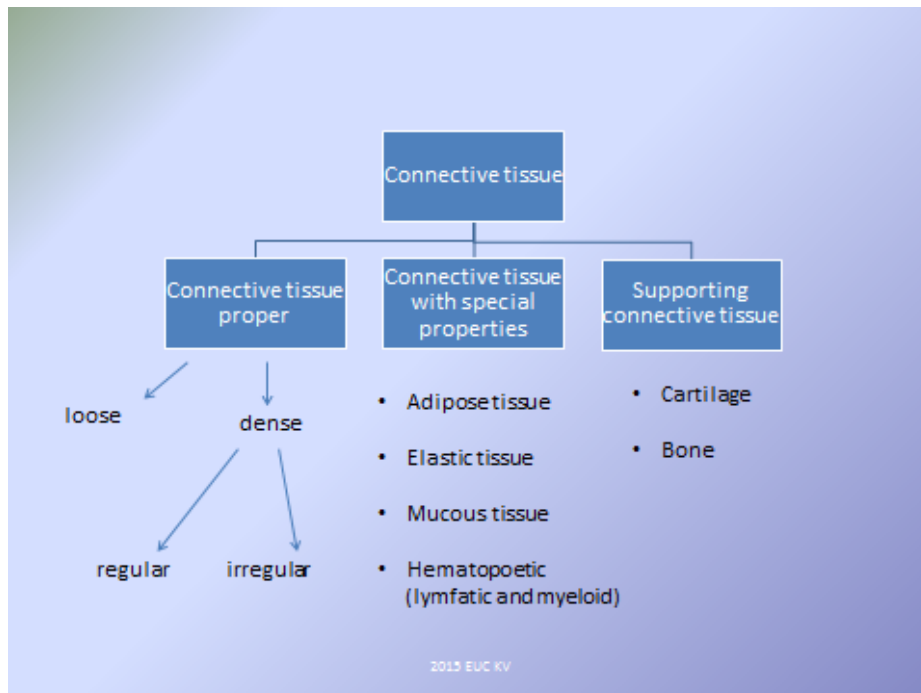 Connective tissue
Connective tissue
proper
Connective tissue
with special
properties
Supporting
connective tissue
loose
dense
regular
irregular
• Adipose tissue
• Elastic tissue
• Mucous tissue
• Hematopoetic
(lymfatic and myeloid)
• Cartilage
• Bone
2015 EUC KV